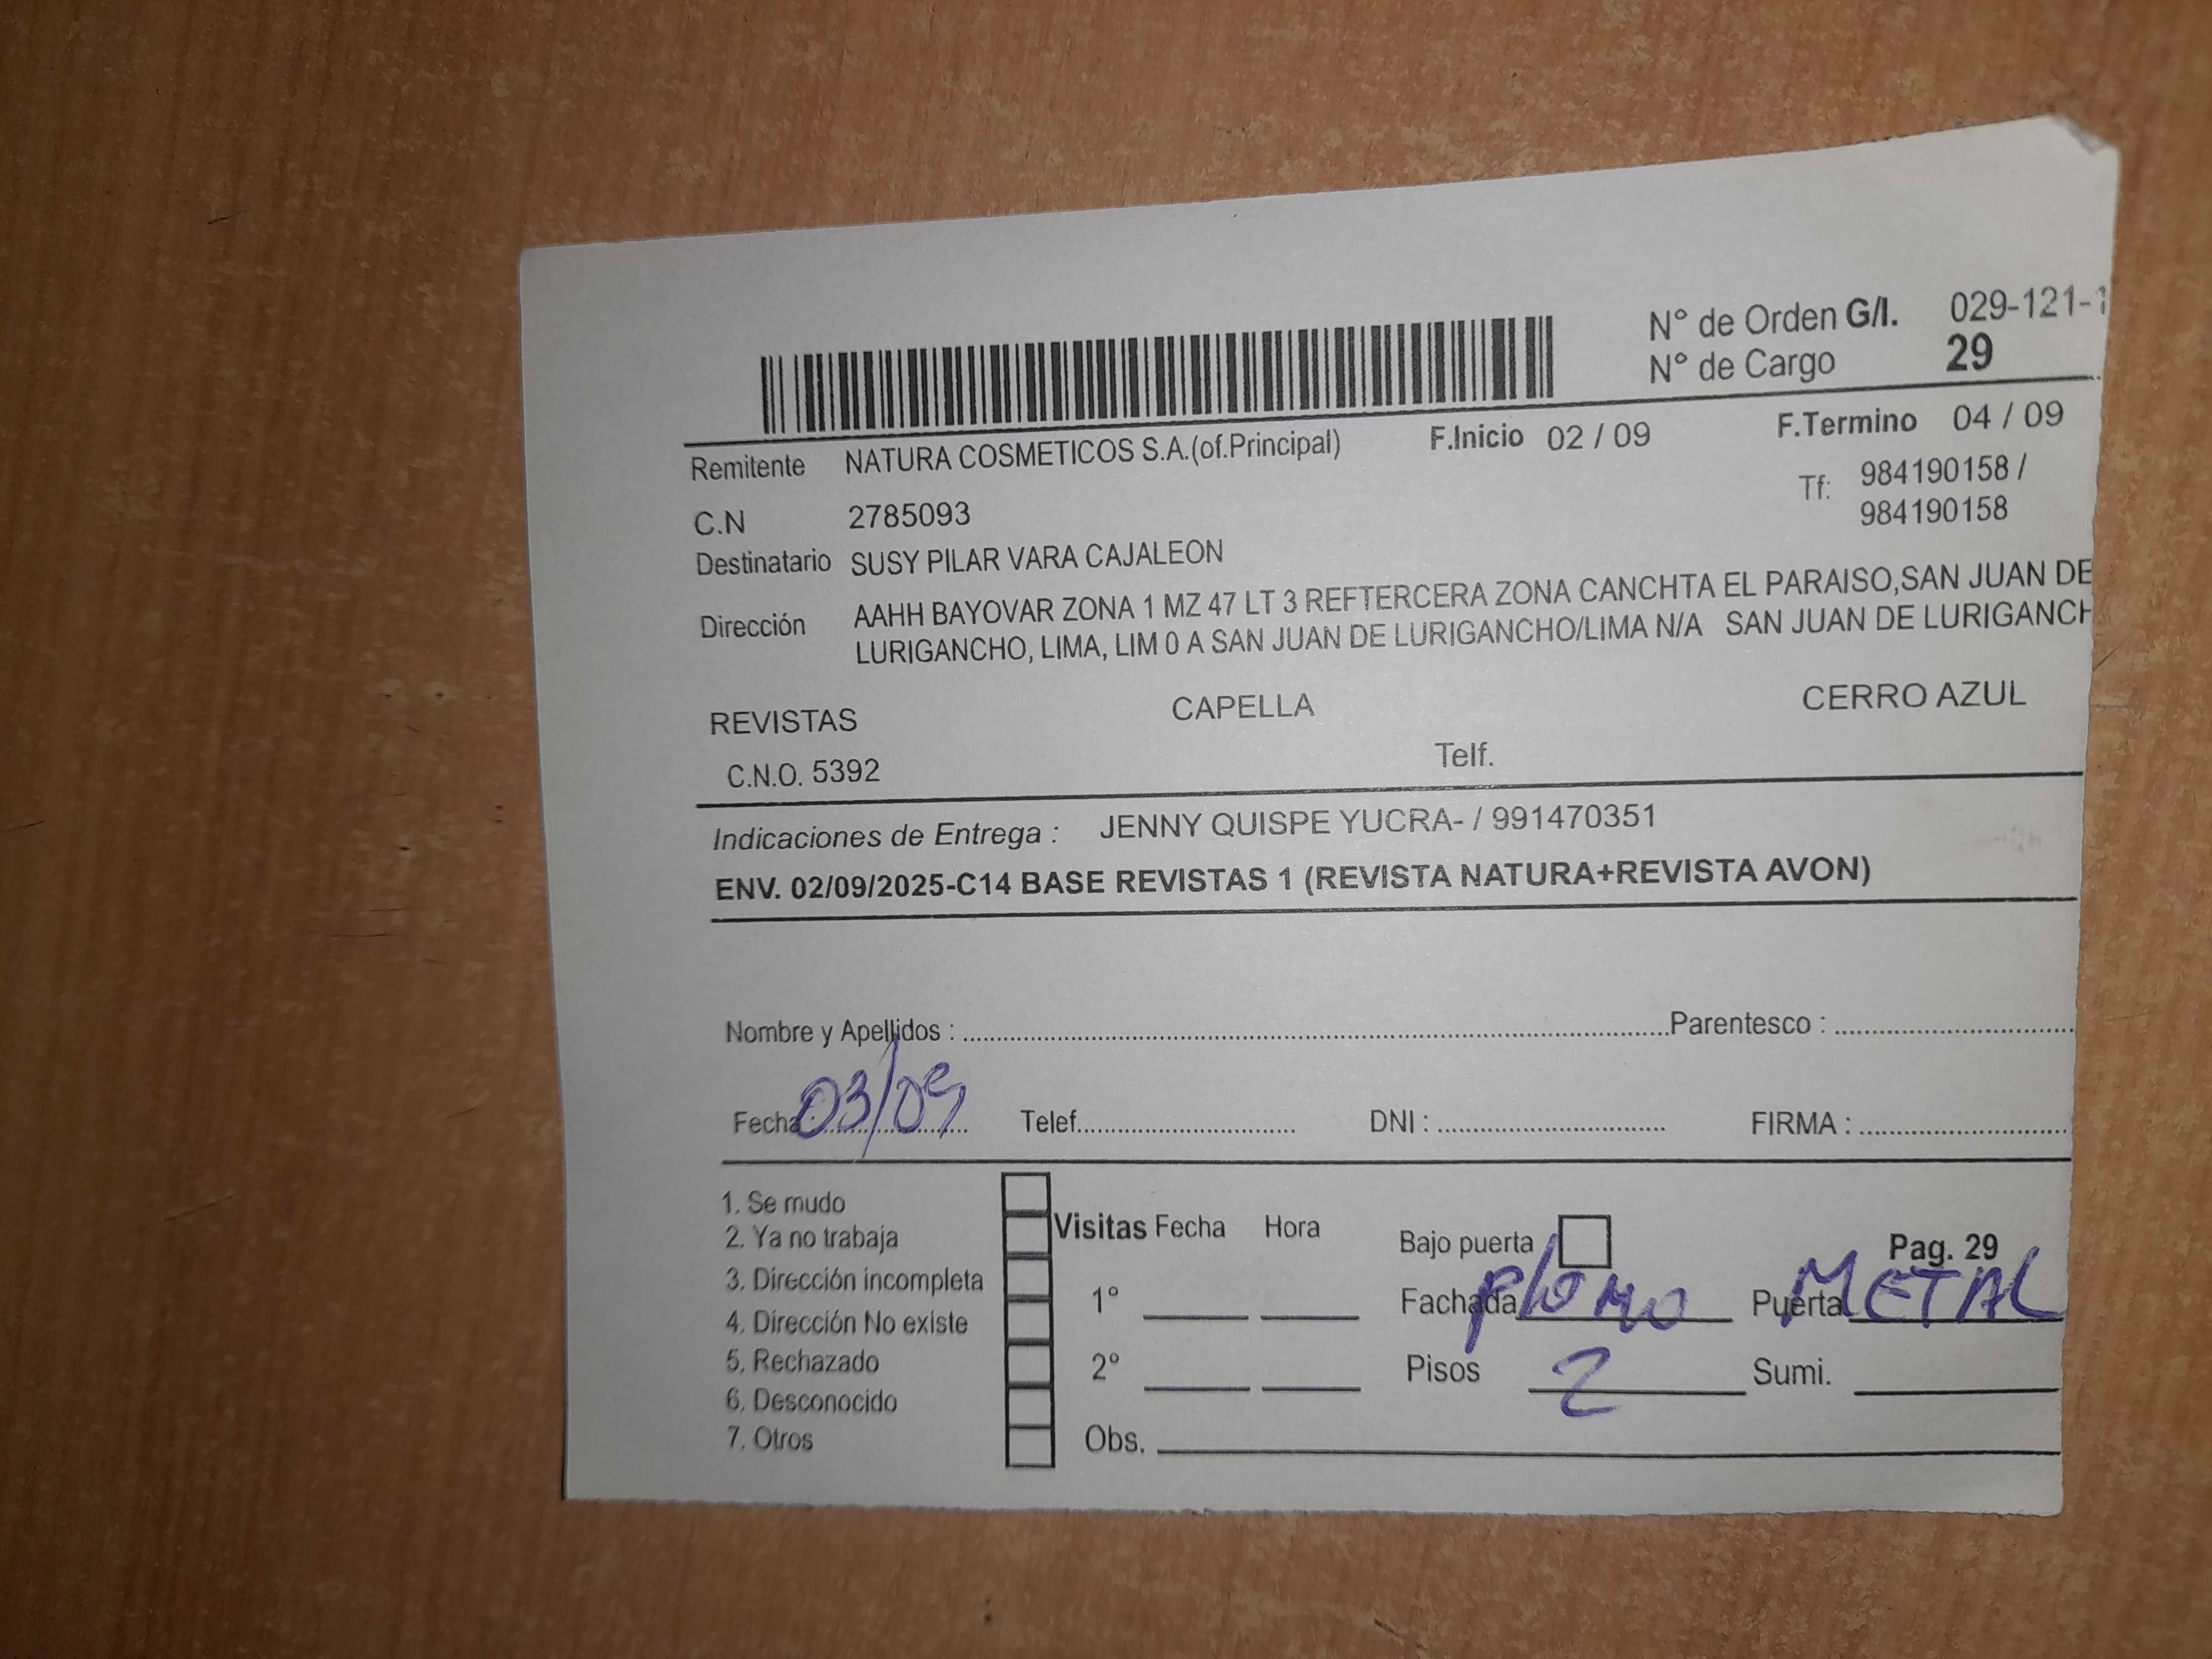 N° de Orden G/I. 029-121-
N° de Cargo 29
Remitente NATURA COSMETICOS S.A.(of.Principal) F.Inicio 02 / 09 F.Termino 04 / 09
C.N 2785093 Tf: 984190158 /
984190158
Destinatario SUSY PILAR VARA CAJALEON
Dirección AAHH BAYOVAR ZONA 1 MZ 47 LT 3 REFTERCERA ZONA CANCHTA EL PARAISO,SAN JUAN DE
LURIGANCHO, LIMA, LIM 0 A SAN JUAN DE LURIGANCHO/LIMA N/A SAN JUAN DE LURIGANCH
REVISTAS CAPELLA CERRO AZUL
C.N.O. 5392 Telf.
Indicaciones de Entrega : JENNY QUISPE YUCRA- / 991470351
ENV. 02/09/2025-C14 BASE REVISTAS 1 (REVISTA NATURA+REVISTA AVON)
Nombre y Apellidos : Parentesco :
Fecha : 03/09 Telef. DNI : FIRMA :
1. Se mudo
2. Ya no trabaja
3. Dirección incompleta
4. Dirección No existe
5. Rechazado
6. Desconocido
7. Otros
Visitas Fecha Hora
1°
2°
Obs.
Bajo puerta Pag. 29
Fachada plomo Puerta METAL
Pisos 2 Sumi.